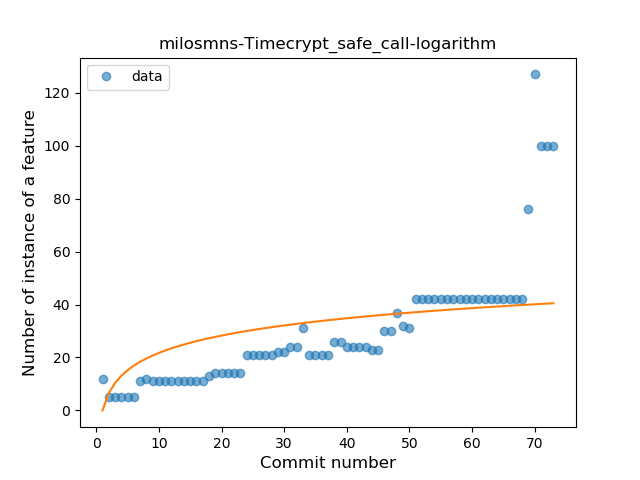 milosmns-Timecrypt_safe_call-logarithm
data
Number of instance of a feature
120
100
80
60
40
20
0
0 10 20 30 40 50 60 70
Commit number